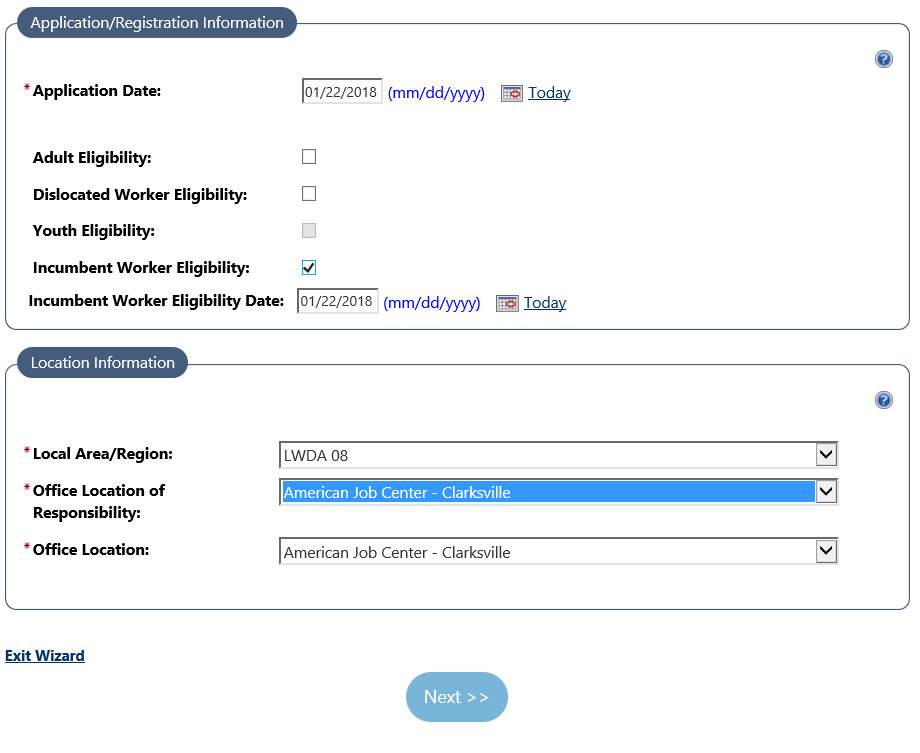 Application/Registration Information
* Application Date: 01/22/2018 (mm/dd/yyyy) Today
Adult Eligibility:
Dislocated Worker Eligibility:
Youth Eligibility:
Incumbent Worker Eligibility:
Incumbent Worker Eligibility Date: 01/22/2018 (mm/dd/yyyy) Today
Location Information
* Local Area/Region: LWDA 08
* Office Location of Responsibility: American Job Center - Clarksville
* Office Location: American Job Center - Clarksville
Exit Wizard
Next >>